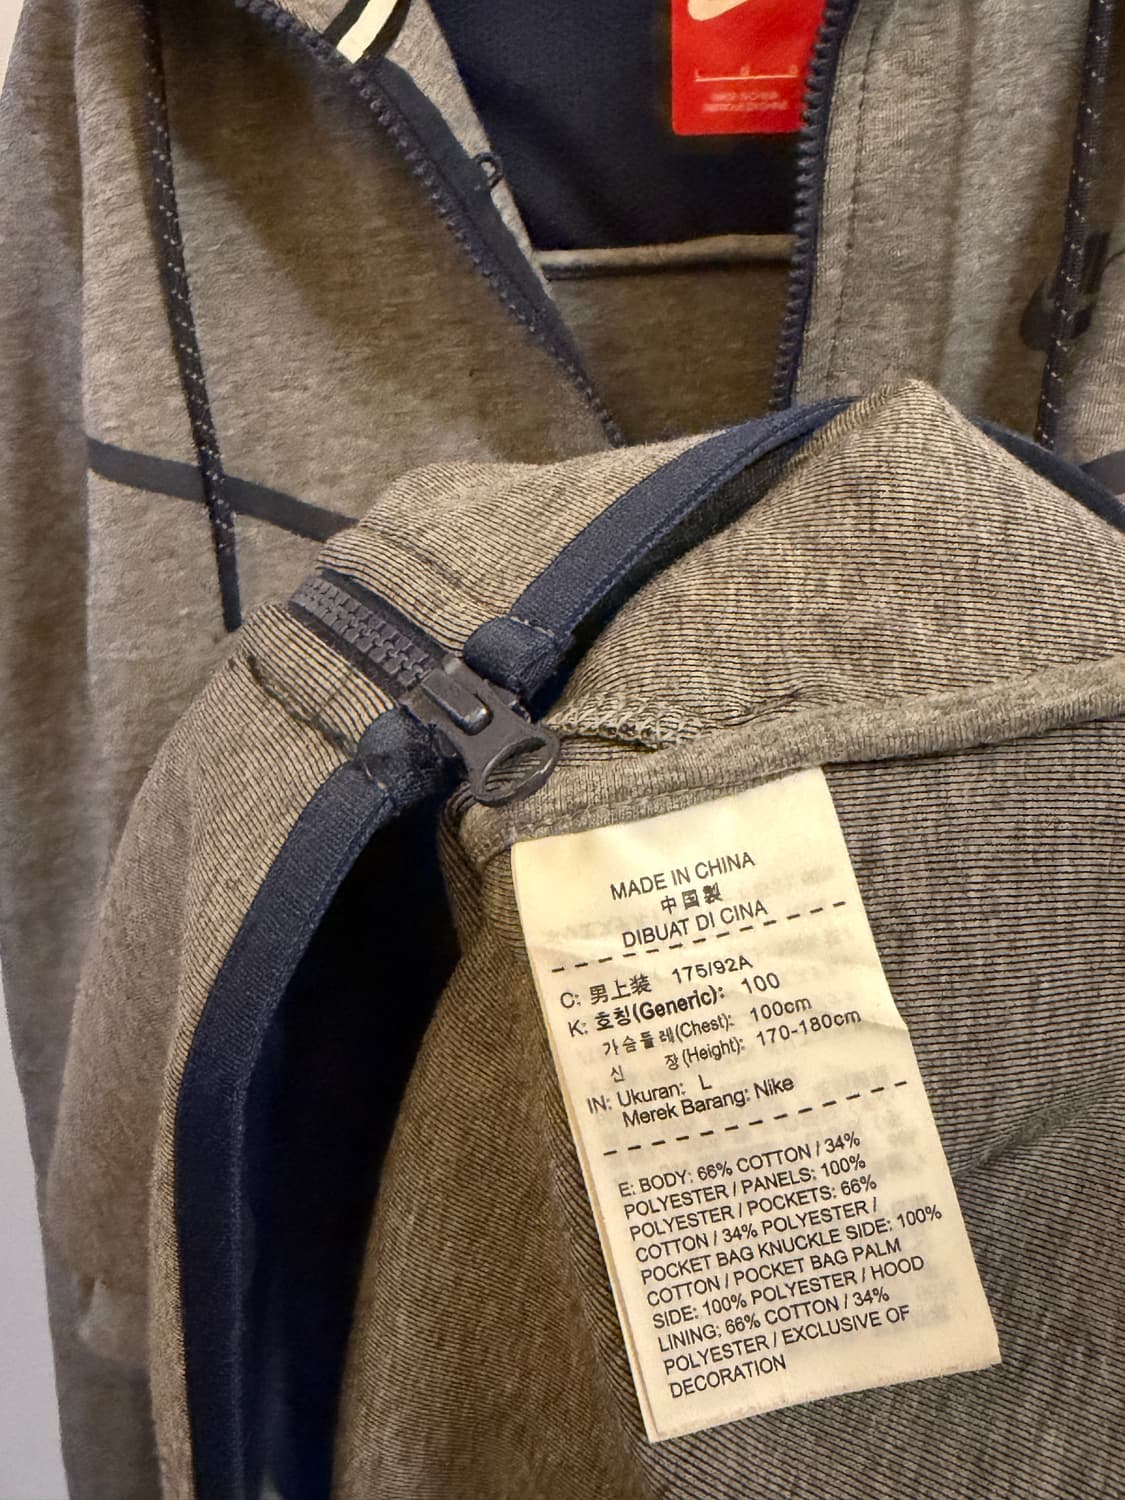 MADE IN CHINA
中国製
DIBUAT DI CINA
C: 男上装 175/92A
K: 호칭(Generic): 100
가슴둘레(Chest): 100cm
신 장(Height): 170-180cm
IN: Ukuran: L
Merek Barang: Nike
E: BODY: 66% COTTON / 34%
POLYESTER / PANELS: 100%
POLYESTER / POCKETS: 66%
COTTON / 34% POLYESTER /
POCKET BAG KNUCKLE SIDE: 100%
COTTON / POCKET BAG PALM
SIDE: 100% POLYESTER / HOOD
LINING: 66% COTTON / 34%
POLYESTER / EXCLUSIVE OF
DECORATION